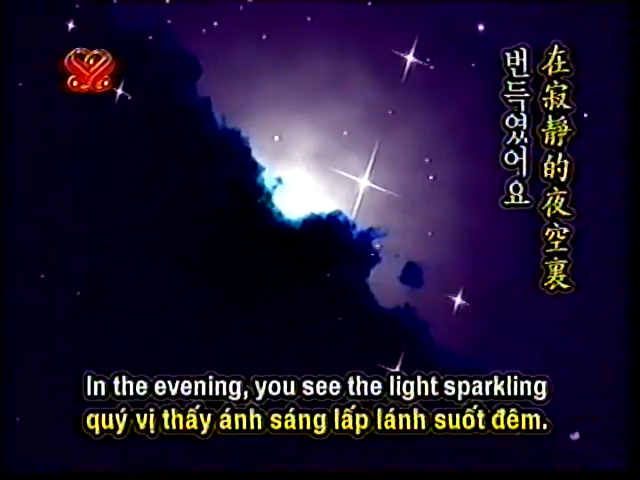 在寂靜的夜空裏
번득였어요
In the evening, you see the light sparkling
quý vị thấy ánh sáng lấp lánh suốt đêm.